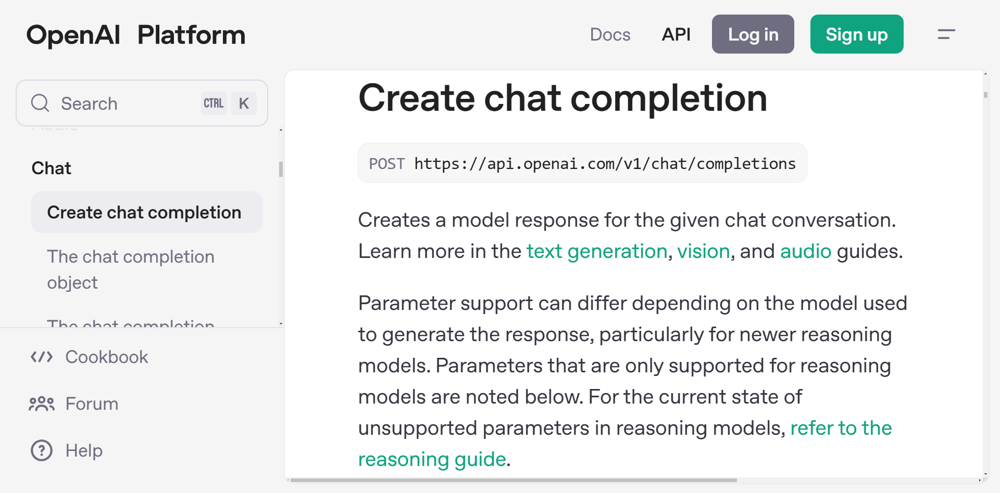 OpenAI Platform
Docs API Log in Sign up
Search CTRL K
Chat
Create chat completion
The chat completion
object
The chat completion
Cookbook
Forum
Help
Create chat completion
POST https://api.openai.com/v1/chat/completions
Creates a model response for the given chat conversation.
Learn more in the text generation, vision, and audio guides.
Parameter support can differ depending on the model used
to generate the response, particularly for newer reasoning
models. Parameters that are only supported for reasoning
models are noted below. For the current state of
unsupported parameters in reasoning models, refer to the
reasoning guide.